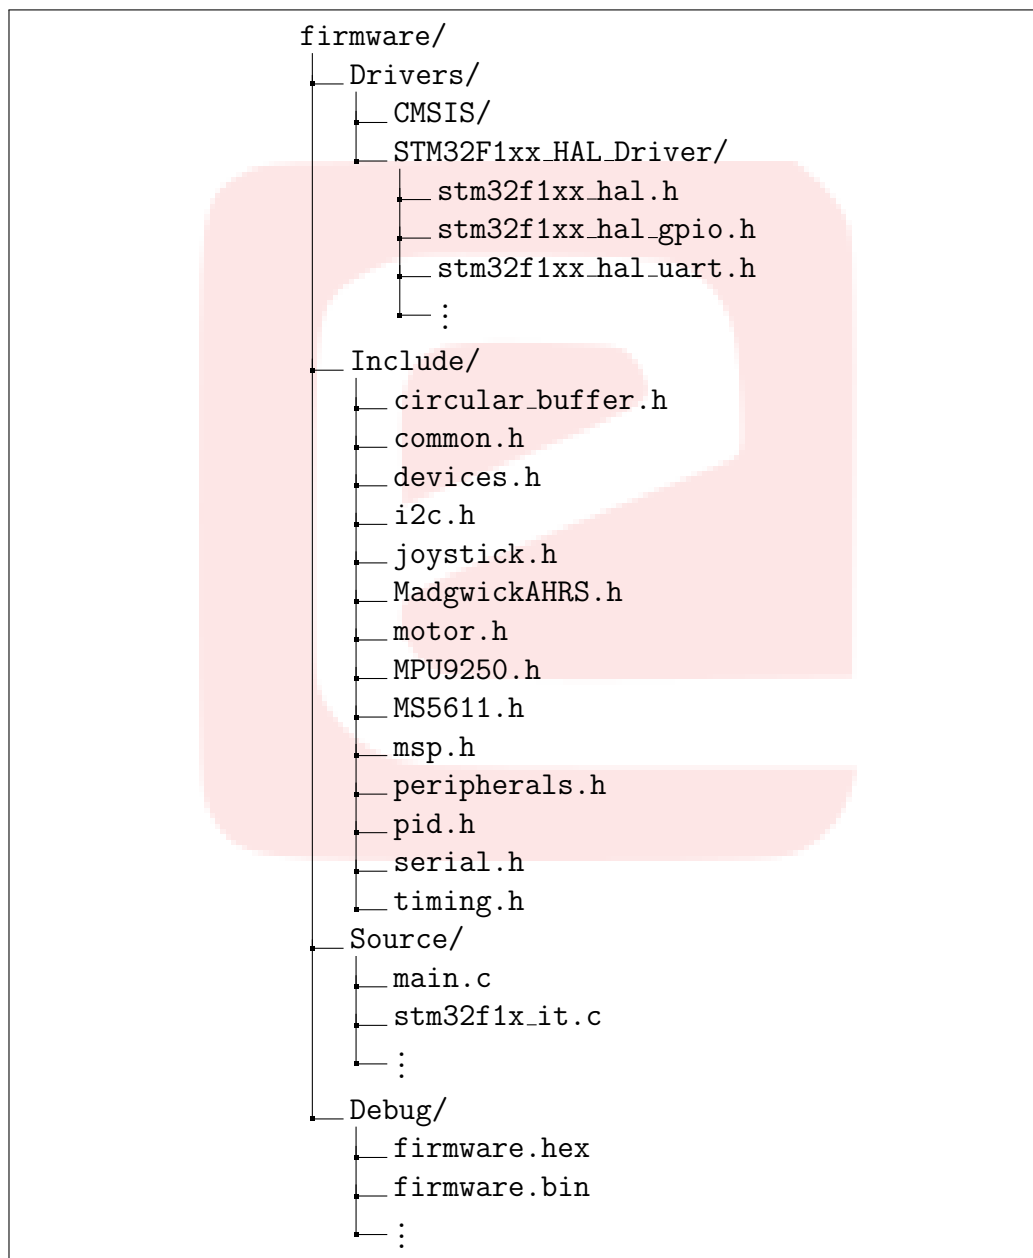 firmware/
Drivers/
CMSIS/
STM32F1xx_HAL_Driver/
stm32f1xx_hal.h
stm32f1xx_hal_gpio.h
stm32f1xx_hal_uart.h
⋮
Include/
circular_buffer.h
common.h
devices.h
i2c.h
joystick.h
MadgwickAHRS.h
motor.h
MPU9250.h
MS5611.h
msp.h
peripherals.h
pid.h
serial.h
timing.h
Source/
main.c
stm32f1x_it.c
⋮
Debug/
firmware.hex
firmware.bin
⋮